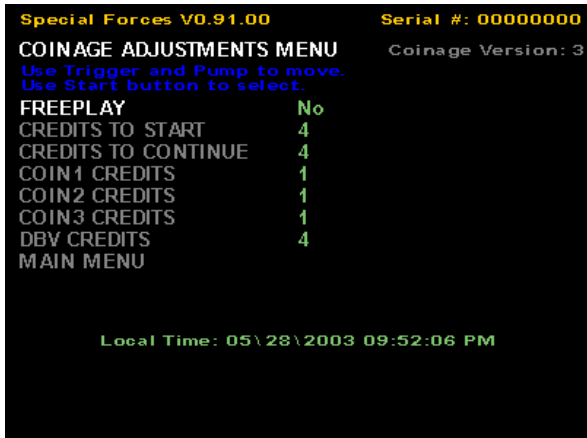 Special Forces V0.91.00 Serial #: 00000000
COINAGE ADJUSTMENTS MENU Coinage Version: 3
Use Trigger and Pump to move.
Use Start button to select.
FREEPLAY No
CREDITS TO START 4
CREDITS TO CONTINUE 4
COIN1 CREDITS 1
COIN2 CREDITS 1
COIN3 CREDITS 1
DBV CREDITS 4
MAIN MENU
Local Time: 05\28\2003 09:52:06 PM